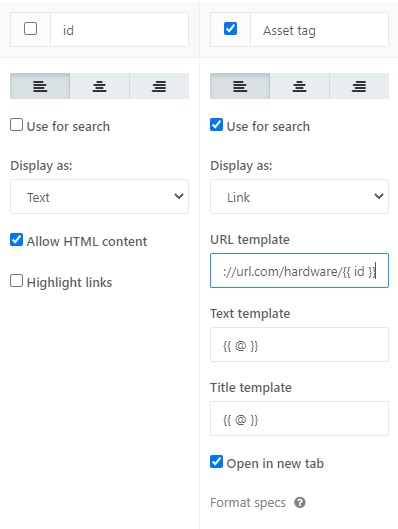 id
Use for search
Display as:
Text
Allow HTML content
Highlight links
Asset tag
Use for search
Display as:
Link
URL template
://url.com/hardware/{{ id }}
Text template
{{ @ }}
Title template
{{ @ }}
Open in new tab
Format specs ?